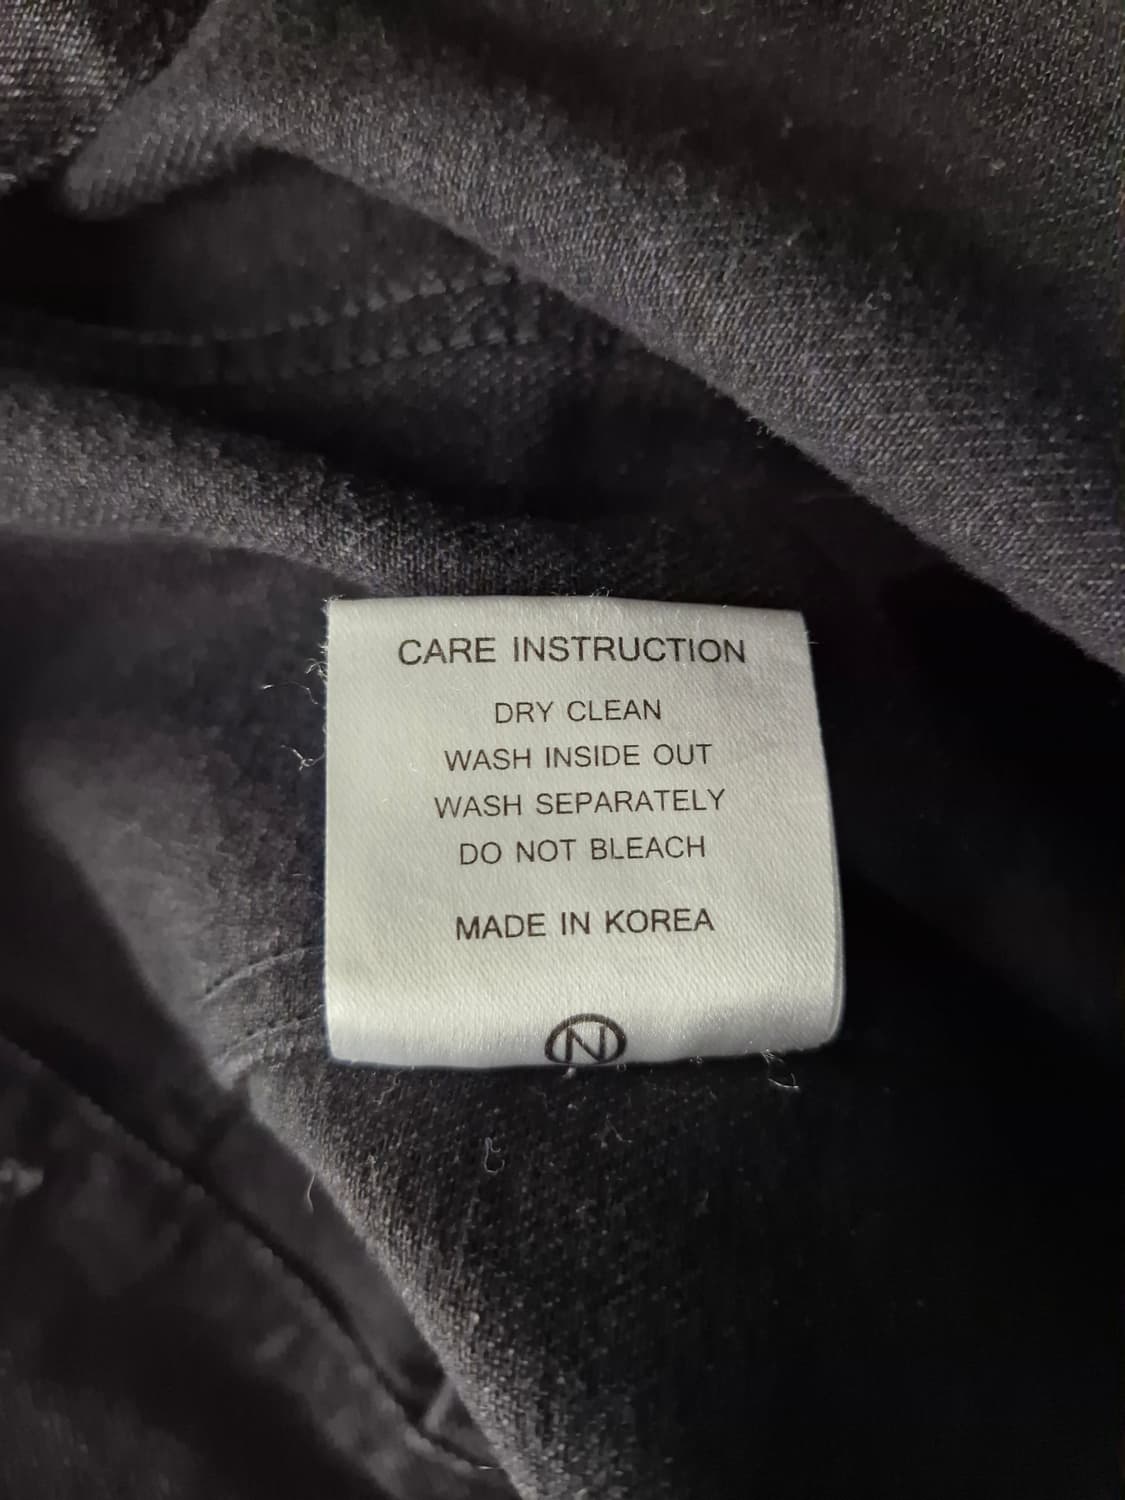 CARE INSTRUCTION
DRY CLEAN
WASH INSIDE OUT
WASH SEPARATELY
DO NOT BLEACH
MADE IN KOREA
N